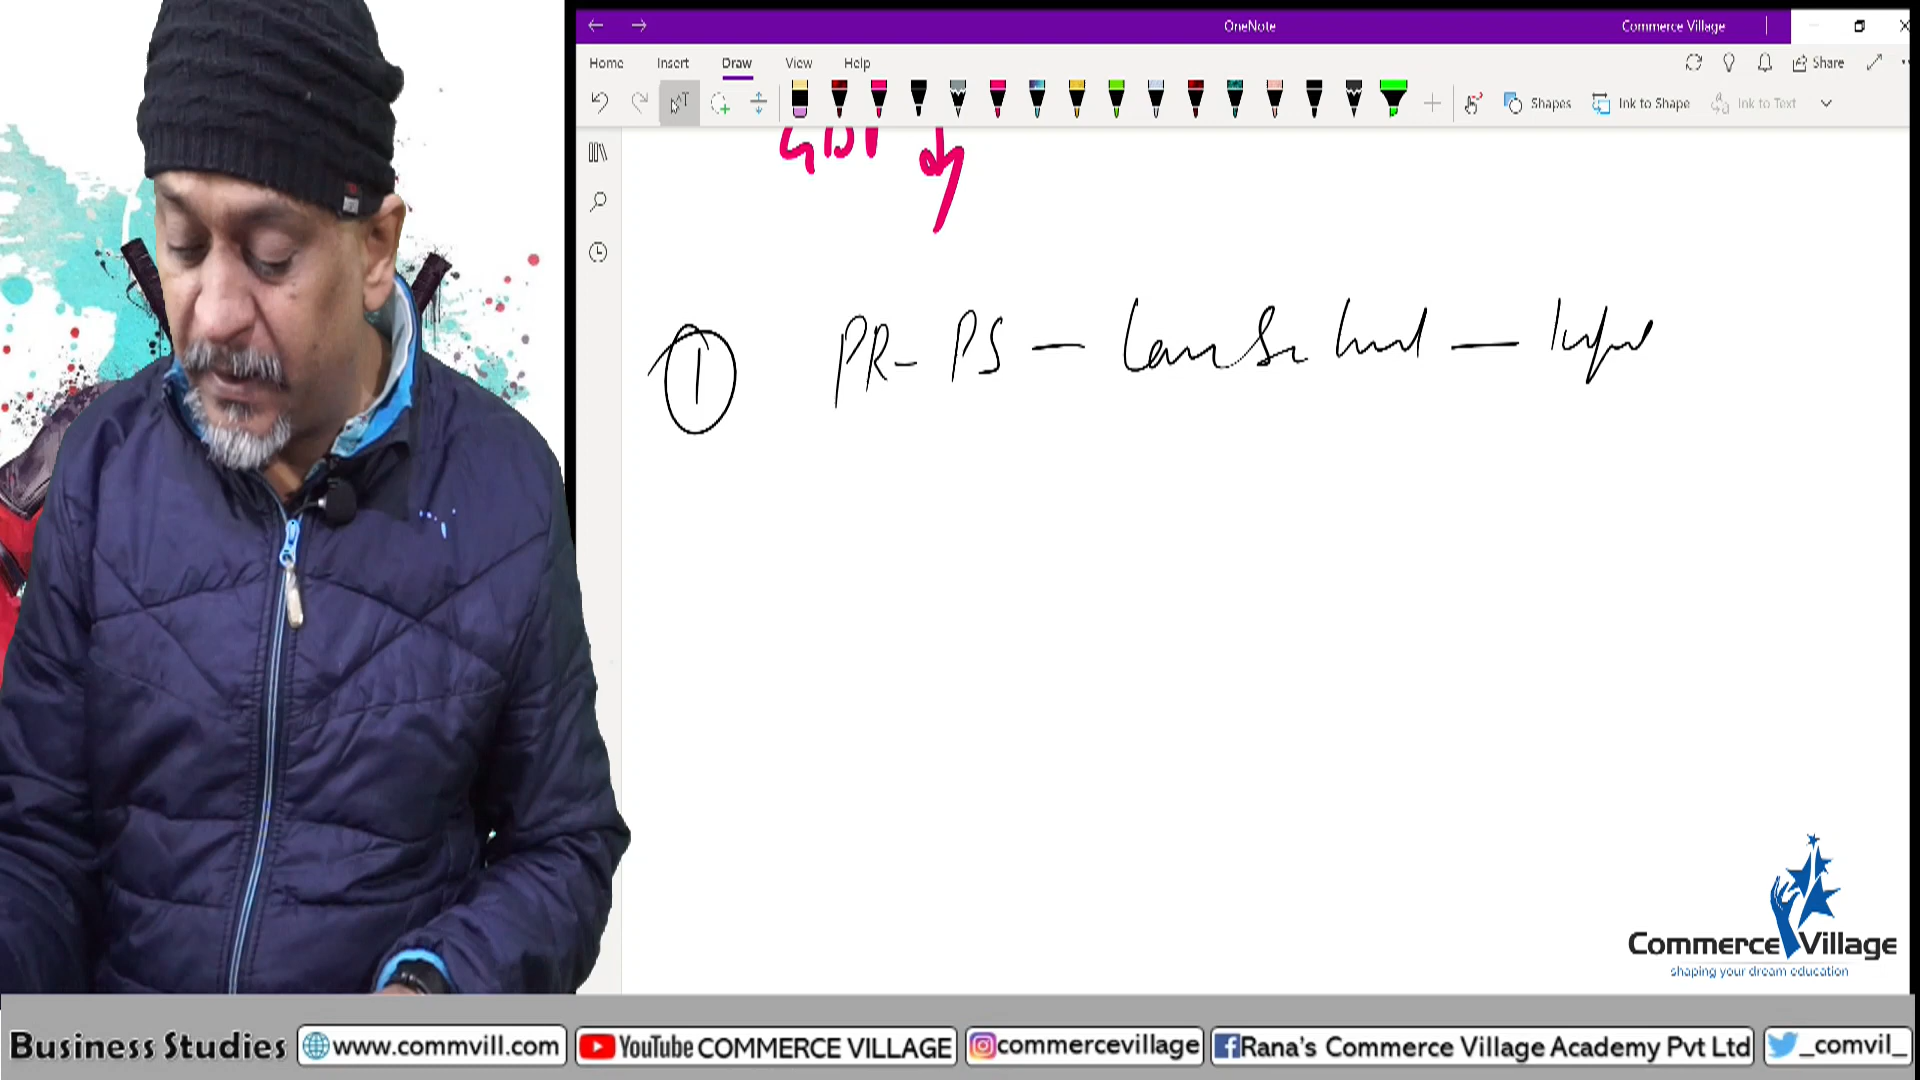 OneNote
Commerce Village
Home Insert Draw View Help
Share
Shapes Ink to Shape Ink to Text
① PR- PS —
Commerce Village
shaping your dream education
Business Studies www.commvill.com YouTube COMMERCE VILLAGE commercevillage Rana's Commerce Village Academy Pvt Ltd _comvil_